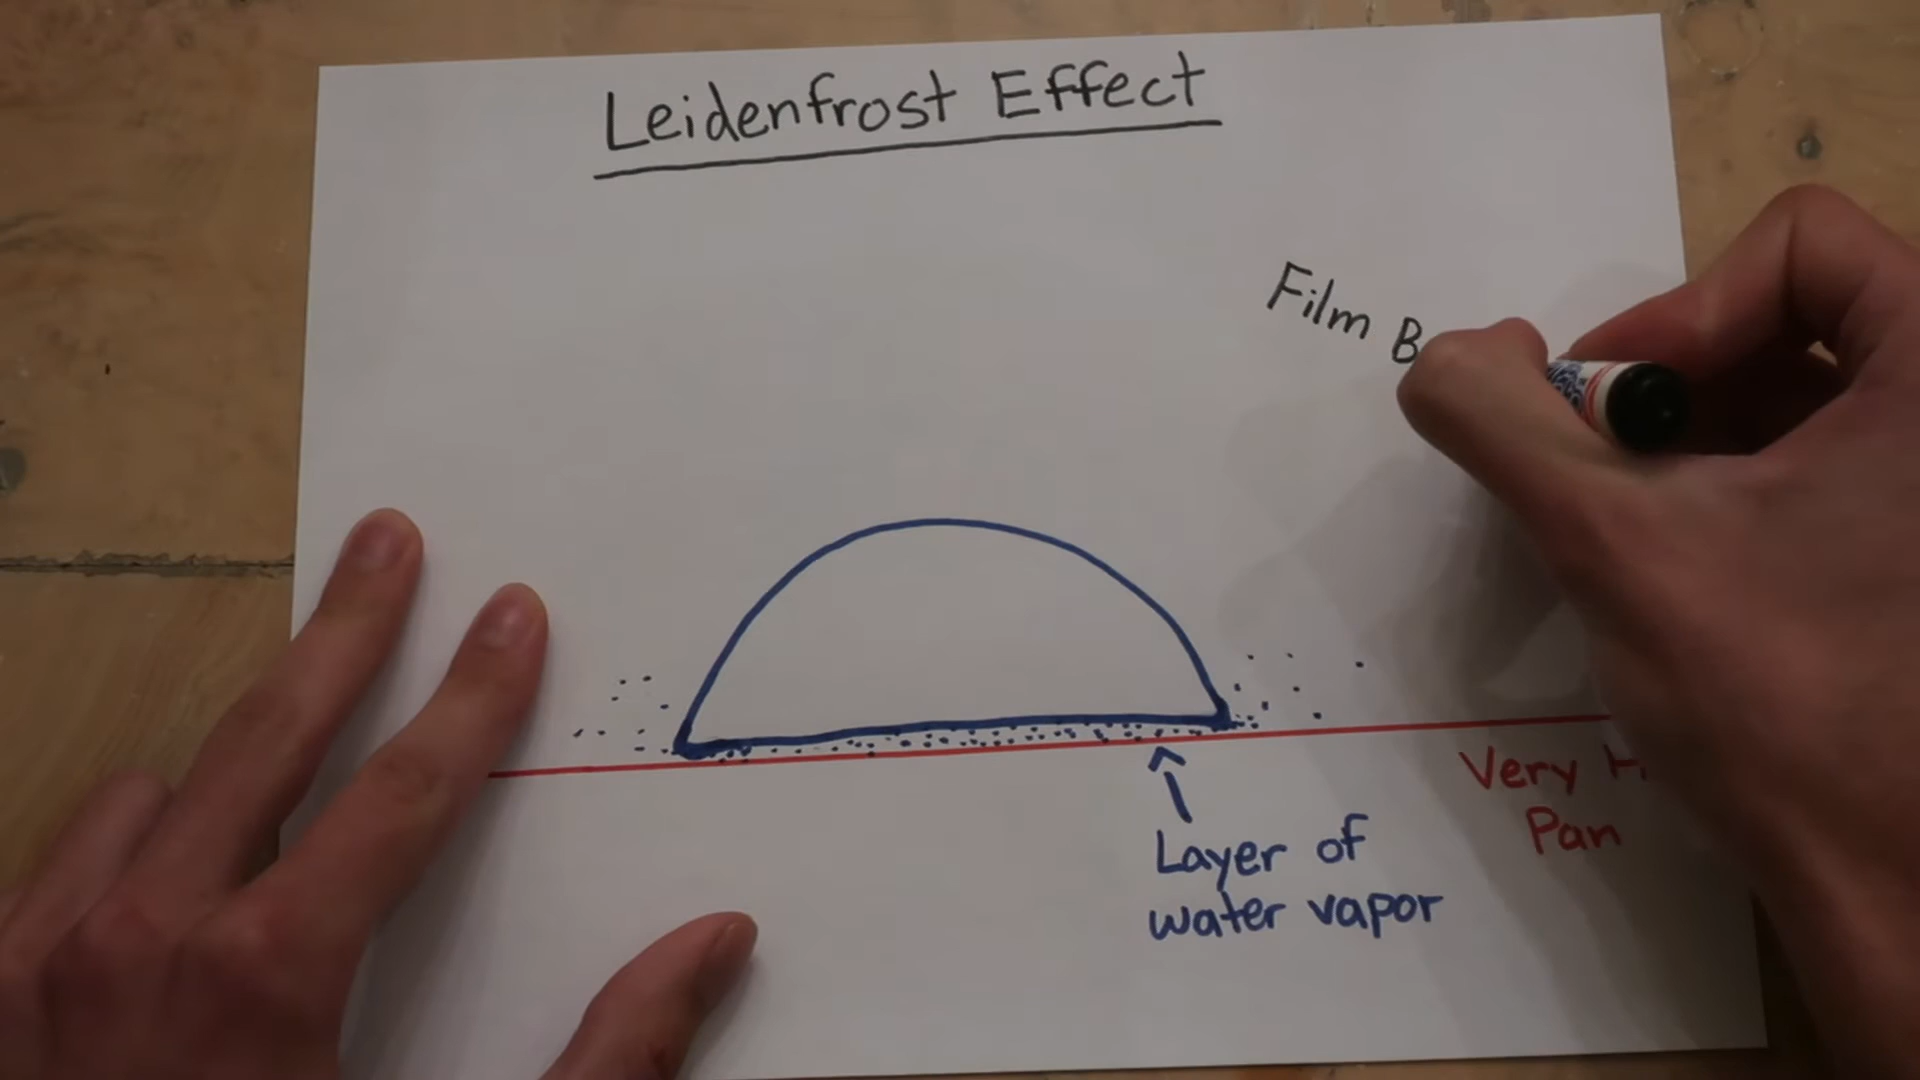 Leidenfrost Effect
Film B
Very H
Pan
Layer of
water vapor